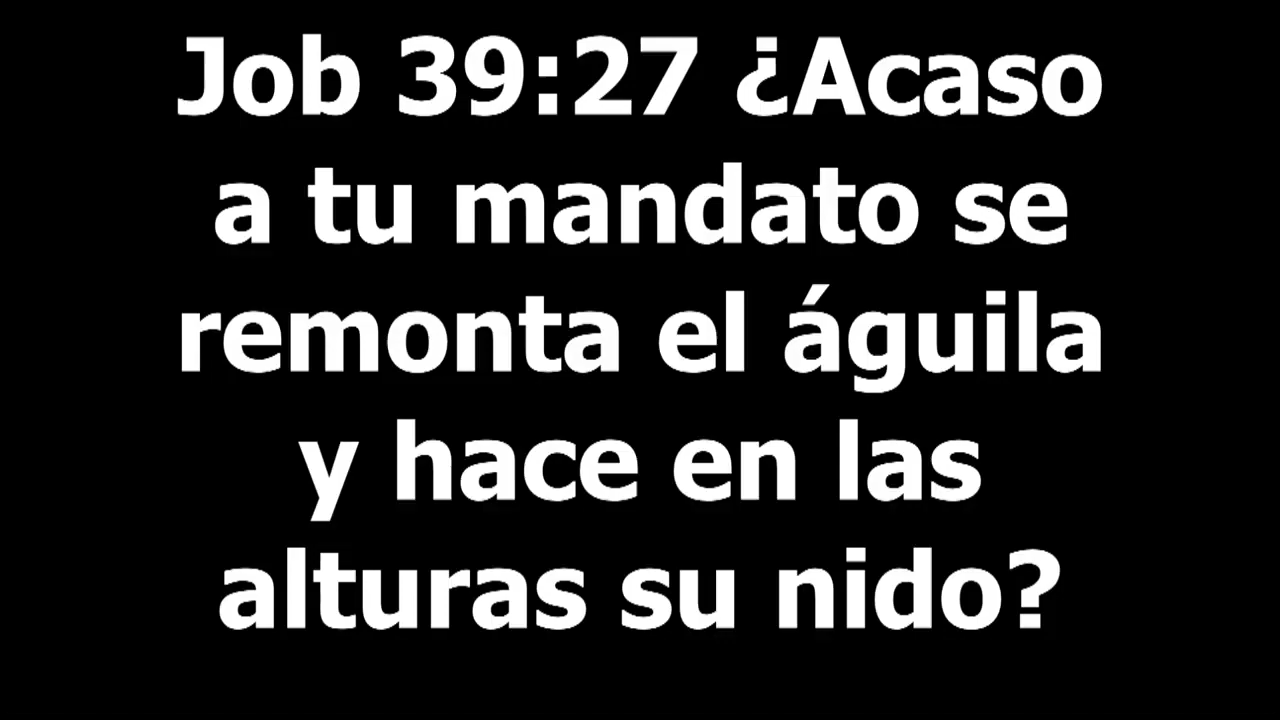 Job 39:27 ¿Acaso
a tu mandato se
remonta el águila
y hace en las
alturas su nido?